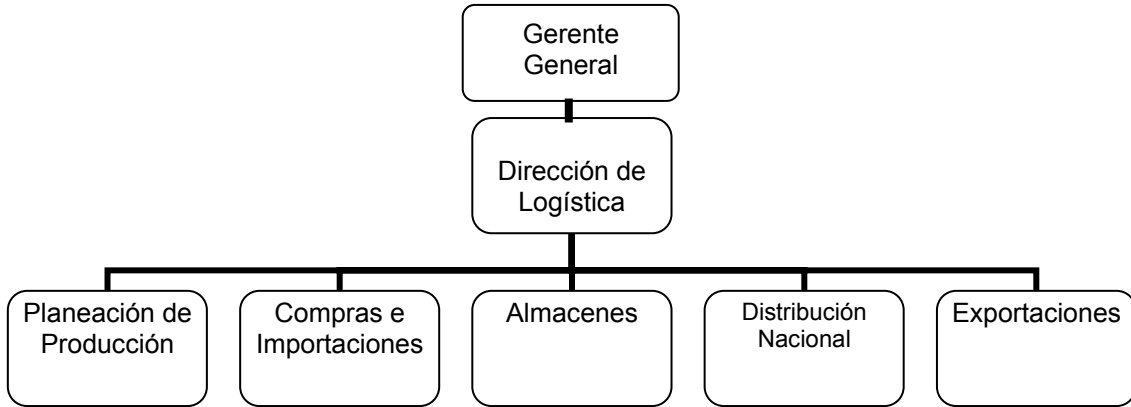 Gerente
General
Dirección de
Logística
Planeación de
Producción
Compras e
Importaciones
Almacenes
Distribución
Nacional
Exportaciones